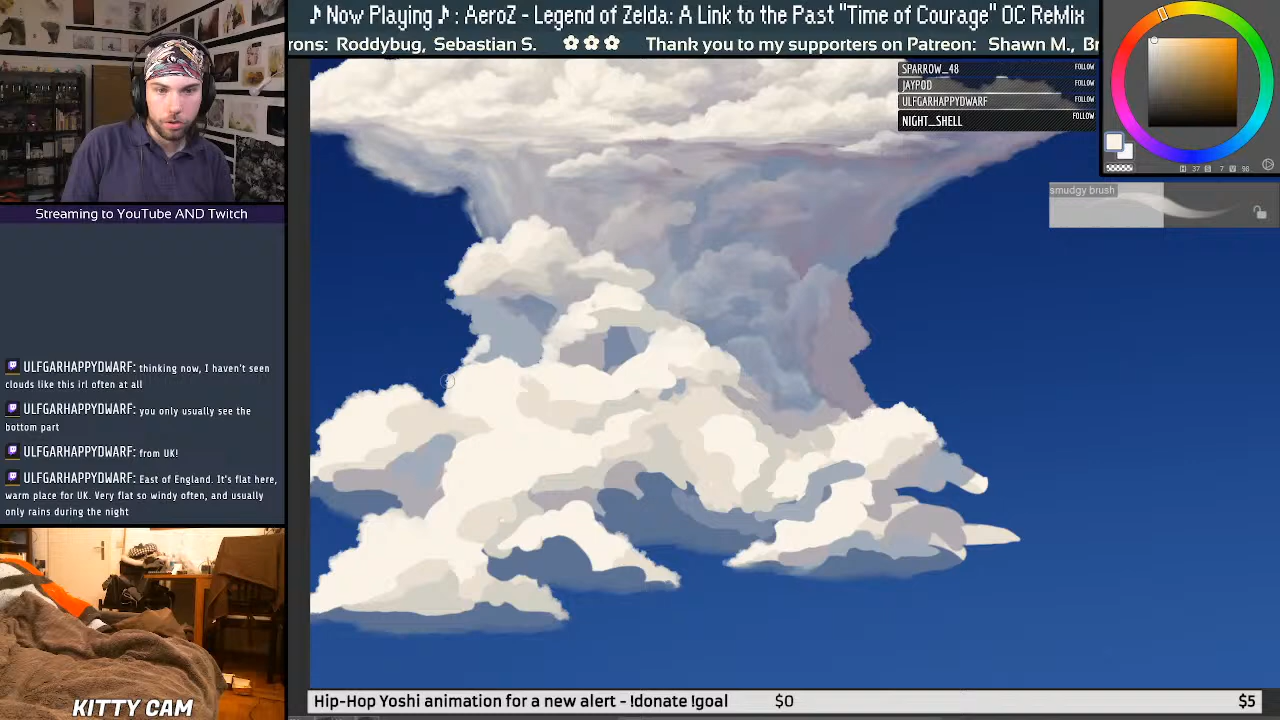 ♪ Now Playing ♪ : AeroZ - Legend of Zelda: A Link to the Past "Time of Courage" OC ReMix
rons: Roddybug, Sebastian S. ✿ ✿ ✿ Thank you to my supporters on Patreon: Shawn M., Br
SPARROW_48 FOLLOW
JAYPOD FOLLOW
ULFGARHAPPYDWARF FOLLOW
NIGHT_SHELL FOLLOW
H 37 S 7 V 98
smudgy brush
Streaming to YouTube AND Twitch
ULFGARHAPPYDWARF: thinking now, I haven't seen
clouds like this irl often at all
ULFGARHAPPYDWARF: you only usually see the
bottom part
ULFGARHAPPYDWARF: from UK!
ULFGARHAPPYDWARF: East of England. It's flat here,
warm place for UK. Very flat so windy often, and usually
only rains during the night
KITTY CAM
Hip-Hop Yoshi animation for a new alert - !donate !goal $0 $5